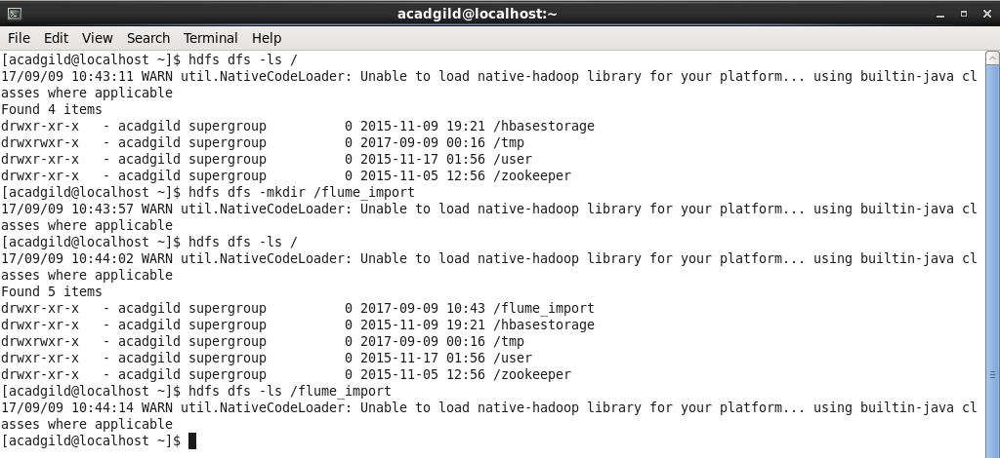 acadgild@localhost:~
File Edit View Search Terminal Help
[acadgild@localhost ~]$ hdfs dfs -ls /
17/09/09 10:43:11 WARN util.NativeCodeLoader: Unable to load native-hadoop library for your platform... using builtin-java cl
asses where applicable
Found 4 items
drwxr-xr-x   - acadgild supergroup          0 2015-11-09 19:21 /hbasestorage
drwxrwxr-x   - acadgild supergroup          0 2017-09-09 00:16 /tmp
drwxr-xr-x   - acadgild supergroup          0 2015-11-17 01:56 /user
drwxr-xr-x   - acadgild supergroup          0 2015-11-05 12:56 /zookeeper
[acadgild@localhost ~]$ hdfs dfs -mkdir /flume_import
17/09/09 10:43:57 WARN util.NativeCodeLoader: Unable to load native-hadoop library for your platform... using builtin-java cl
asses where applicable
[acadgild@localhost ~]$ hdfs dfs -ls /
17/09/09 10:44:02 WARN util.NativeCodeLoader: Unable to load native-hadoop library for your platform... using builtin-java cl
asses where applicable
Found 5 items
drwxr-xr-x   - acadgild supergroup          0 2017-09-09 10:43 /flume_import
drwxr-xr-x   - acadgild supergroup          0 2015-11-09 19:21 /hbasestorage
drwxrwxr-x   - acadgild supergroup          0 2017-09-09 00:16 /tmp
drwxr-xr-x   - acadgild supergroup          0 2015-11-17 01:56 /user
drwxr-xr-x   - acadgild supergroup          0 2015-11-05 12:56 /zookeeper
[acadgild@localhost ~]$ hdfs dfs -ls /flume_import
17/09/09 10:44:14 WARN util.NativeCodeLoader: Unable to load native-hadoop library for your platform... using builtin-java cl
asses where applicable
[acadgild@localhost ~]$